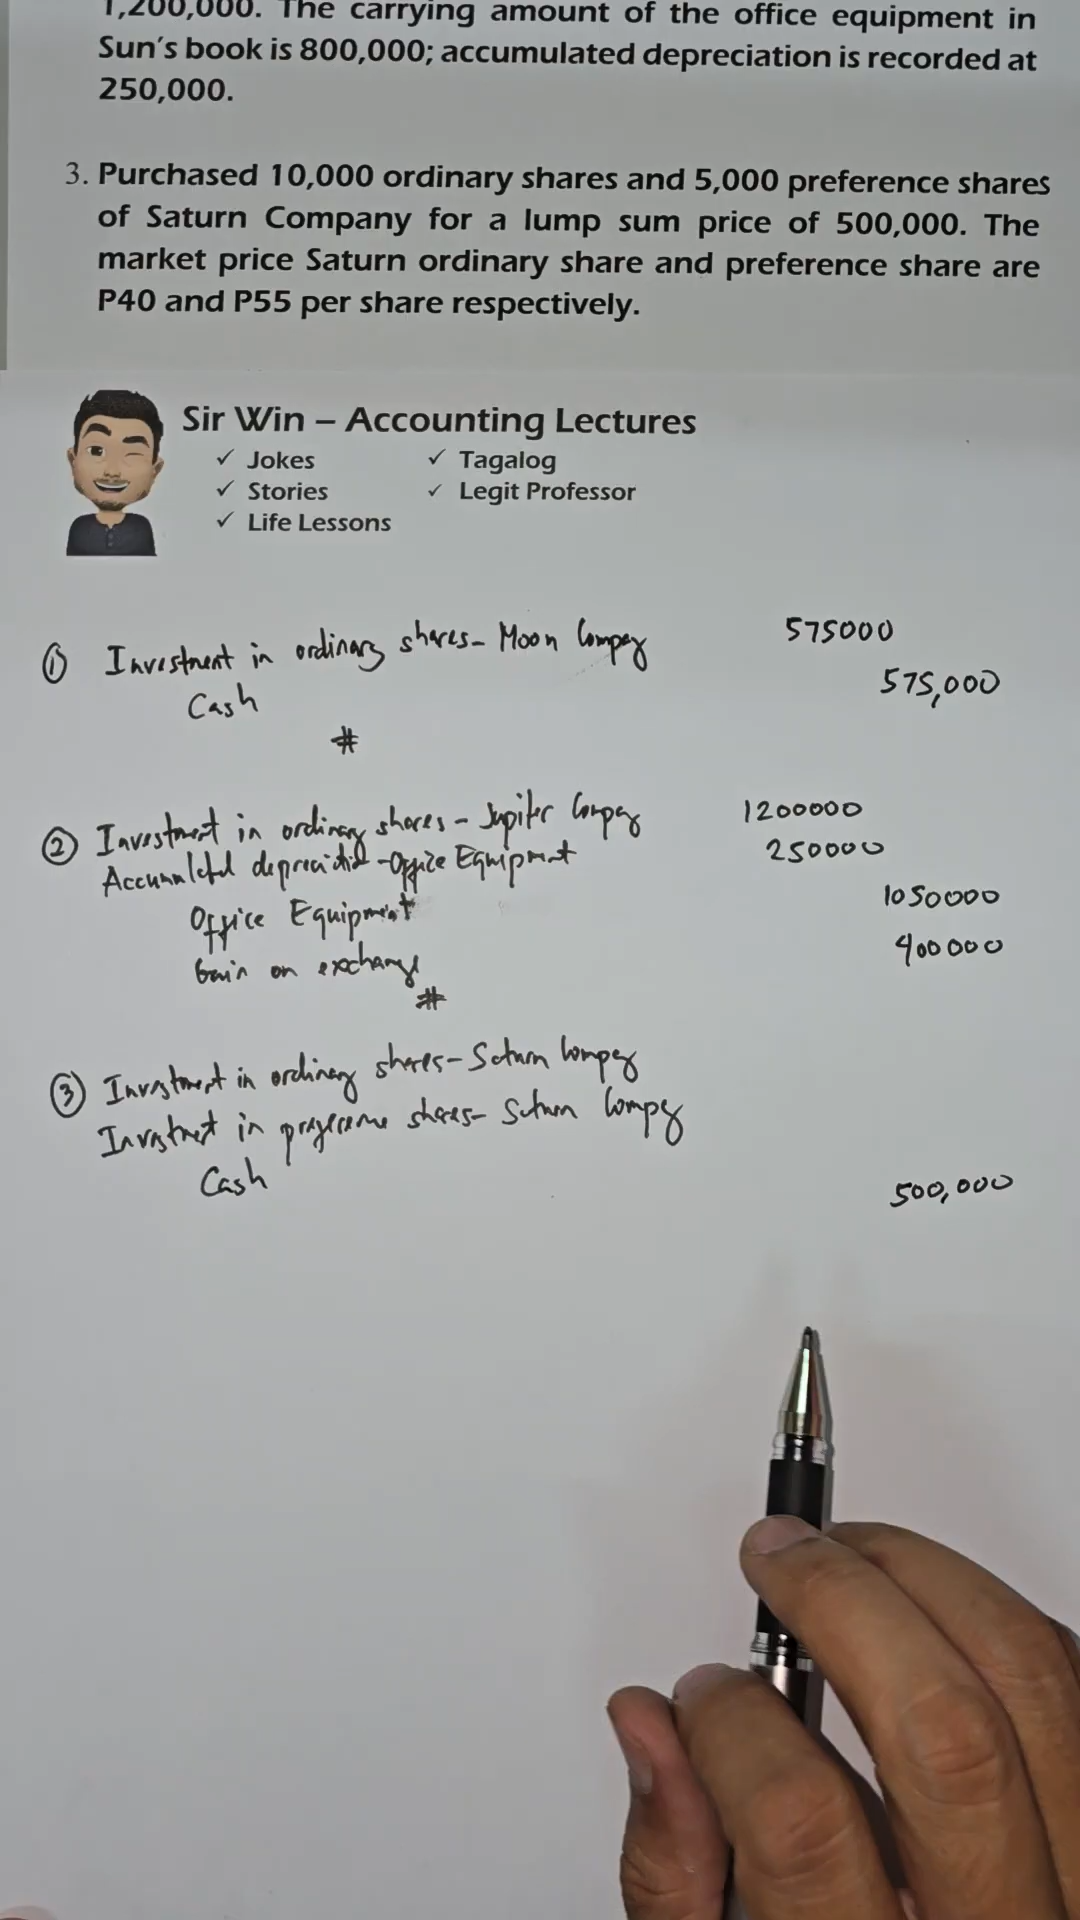 1,200,000. The carrying amount of the office equipment in
Sun's book is 800,000; accumulated depreciation is recorded at
250,000.
3. Purchased 10,000 ordinary shares and 5,000 preference shares
of Saturn Company for a lump sum price of 500,000. The
market price Saturn ordinary share and preference share are
P40 and P55 per share respectively.
Sir Win – Accounting Lectures
✓ Jokes ✓ Tagalog
✓ Stories ✓ Legit Professor
✓ Life Lessons
① Investment in ordinary shares - Moon Company 575000
Cash 575,000
#
② Investment in ordinary shares - Jupiter Company 1200000
Accumulated depreciation - Office Equipment 250000
Office Equipment 1050000
Gain on exchange 400000
#
③ Investment in ordinary shares - Saturn Company
Investment in preference shares - Saturn Company
Cash 500,000